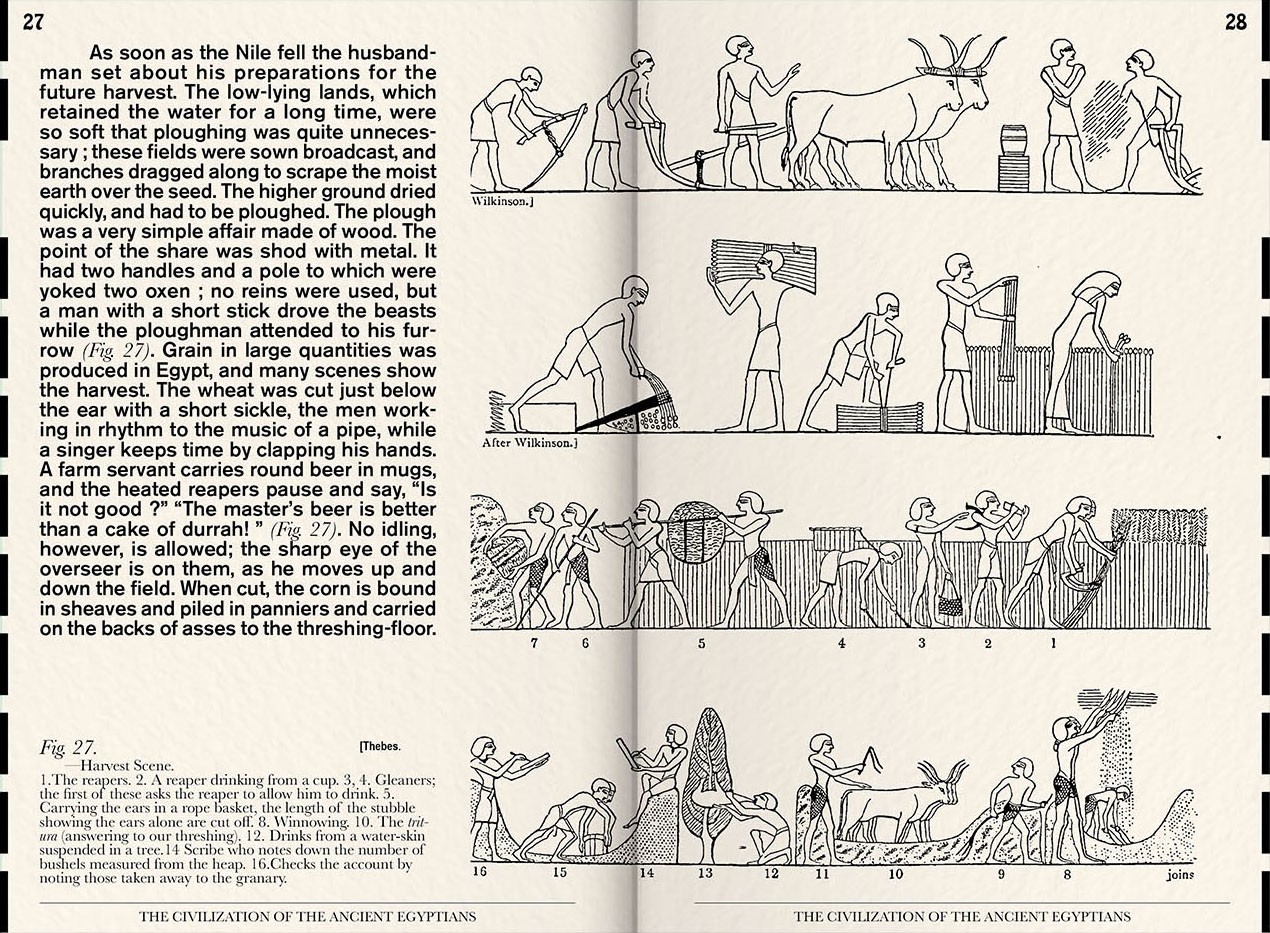 27
As soon as the Nile fell the husband-
man set about his preparations for the
future harvest. The low-lying lands, which
retained the water for a long time, were
so soft that ploughing was quite unneces-
sary ; these fields were sown broadcast, and
branches dragged along to scrape the moist
earth over the seed. The higher ground dried
quickly, and had to be ploughed. The plough
was a very simple affair made of wood. The
point of the share was shod with metal. It
had two handles and a pole to which were
yoked two oxen ; no reins were used, but
a man with a short stick drove the beasts
while the ploughman attended to his fur-
row (Fig. 27). Grain in large quantities was
produced in Egypt, and many scenes show
the harvest. The wheat was cut just below
the ear with a short sickle, the men work-
ing in rhythm to the music of a pipe, while
a singer keeps time by clapping his hands.
A farm servant carries round beer in mugs,
and the heated reapers pause and say, “Is
it not good ?” “The master’s beer is better
than a cake of durrah! ” (Fig. 27). No idling,
however, is allowed; the sharp eye of the
overseer is on them, as he moves up and
down the field. When cut, the corn is bound
in sheaves and piled in panniers and carried
on the backs of asses to the threshing-floor.
Fig. 27.
[Thebes.
—Harvest Scene.
1.The reapers. 2. A reaper drinking from a cup. 3, 4. Gleaners;
the first of these asks the reaper to allow him to drink. 5.
Carrying the ears in a rope basket, the length of the stubble
showing the ears alone are cut off. 8. Winnowing. 10. The trit-
ura (answering to our threshing). 12. Drinks from a water-skin
suspended in a tree.14 Scribe who notes down the number of
bushels measured from the heap. 16.Checks the account by
noting those taken away to the granary.
THE CIVILIZATION OF THE ANCIENT EGYPTIANS
28
Wilkinson.]
After Wilkinson.]
7 6 5 4 3 2 1
16 15 14 13 12 11 10 9 8 joins
THE CIVILIZATION OF THE ANCIENT EGYPTIANS